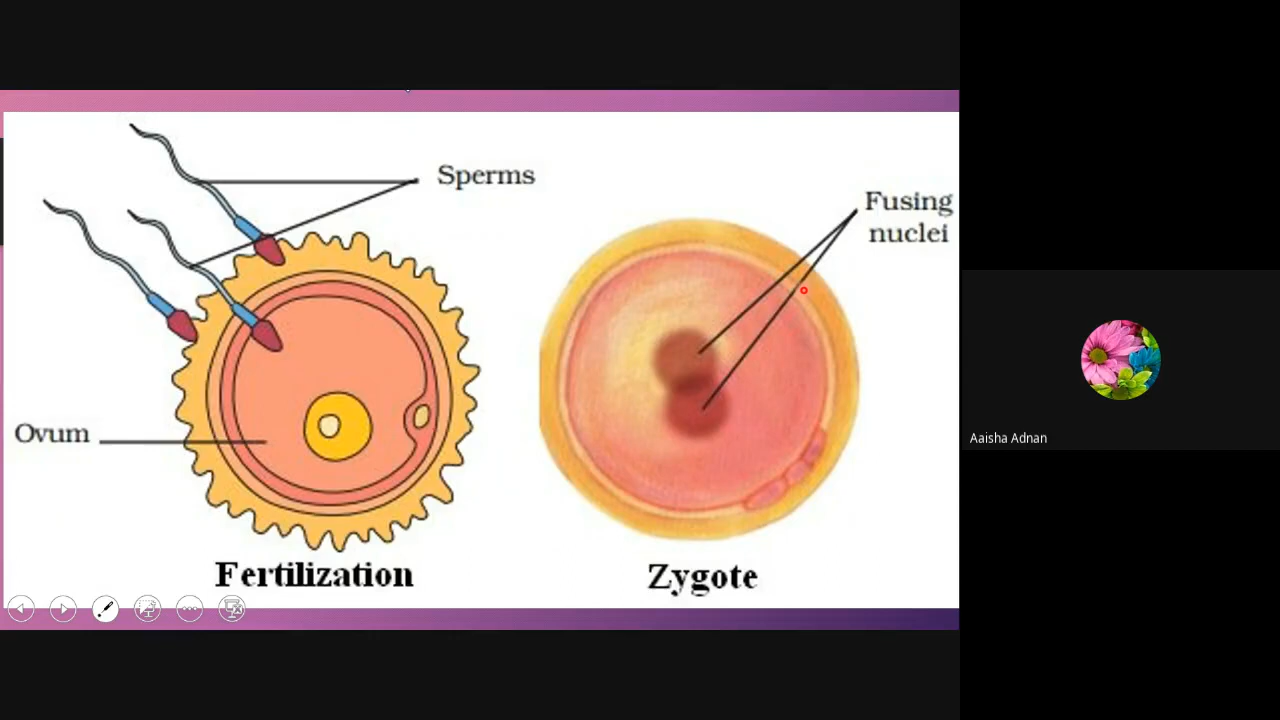 Sperms
Fusing
nuclei
Ovum
Fertilization
Zygote
Aaisha Adnan